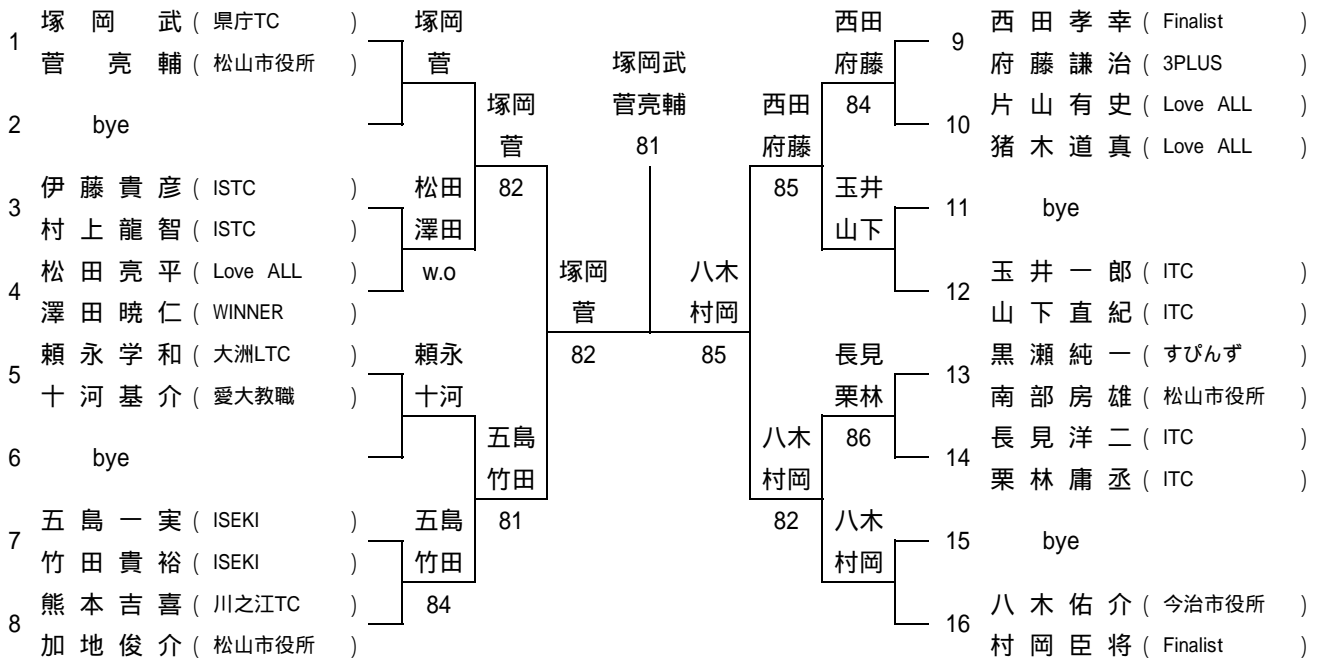 1
塚 岡 武 ( 県庁TC )
菅 亮 輔 ( 松山市役所 )
2 bye
3
伊 藤 貴 彦 ( ISTC )
村 上 龍 智 ( ISTC )
4
松 田 亮 平 ( Love ALL )
澤 田 暁 仁 ( WINNER )
5
頼 永 学 和 ( 大洲LTC )
十 河 基 介 ( 愛大教職 )
6 bye
7
五 島 一 実 ( ISEKI )
竹 田 貴 裕 ( ISEKI )
8
熊 本 吉 喜 ( 川之江TC )
加 地 俊 介 ( 松山市役所 )
塚岡
菅
松田
澤田
w.o
頼永
十河
五島
竹田
84
塚岡
菅
82
五島
竹田
81
塚岡
菅
82
塚岡武
菅亮輔
81
八木
村岡
85
西田
府藤
85
八木
村岡
82
西田
府藤
84
玉井
山下
長見
栗林
86
八木
村岡
9
西 田 孝 幸 ( Finalist )
府 藤 謙 治 ( 3PLUS )
10
片 山 有 史 ( Love ALL )
猪 木 道 真 ( Love ALL )
11 bye
12
玉 井 一 郎 ( ITC )
山 下 直 紀 ( ITC )
13
黒 瀬 純 一 ( すぴんず )
南 部 房 雄 ( 松山市役所 )
14
長 見 洋 二 ( ITC )
栗 林 庸 丞 ( ITC )
15 bye
16
八 木 佑 介 ( 今治市役所 )
村 岡 臣 将 ( Finalist )